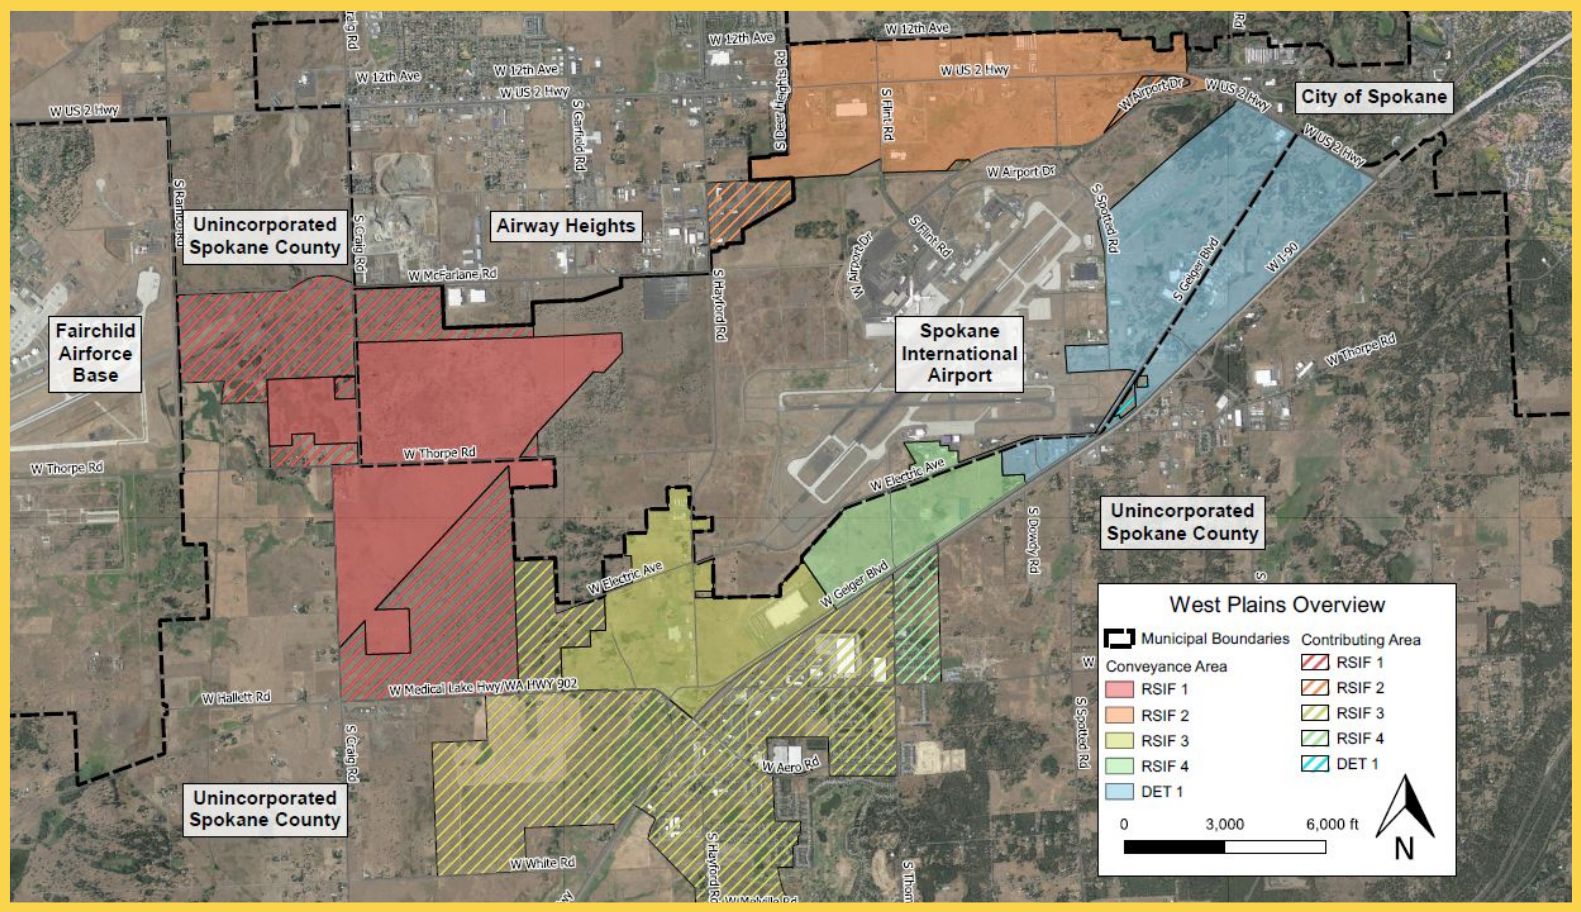 Craig Rd
W 12th Ave
W 12th Ave
Rd
W 12th Ave
W 12th Ave
W US 2 Hwy
W US 2 Hwy
W US 2 Hwy
S Garfield Rd
S Deer Heights Rd
S Flint Rd
W Airport Dr
W US 2 Hwy
City of Spokane
W US 2 Hwy
W Airport Dr
S Spotted Rd
Unincorporated
Spokane County
S Craig Rd
Airway Heights
S Flint Rd
W Airport Dr
S Geiger Blvd
W I-90
W McFarlane Rd
S Hayford Rd
Fairchild
Airforce
Base
Spokane
International
Airport
W Thorpe Rd
W Thorpe Rd
W Thorpe Rd
W Electric Ave
Unincorporated
Spokane County
S Dowdy Rd
W Electric Ave
W Geiger Blvd
S
W
W Medical Lake Hwy/WA HWY 902
W Hallett Rd
S Craig Rd
S Spotted Rd
W Aero Rd
Unincorporated
Spokane County
S Hayford Rd
W White Rd
West Plains Overview
Municipal Boundaries
Conveyance Area
RSIF 1
RSIF 2
RSIF 3
RSIF 4
DET 1
Contributing Area
RSIF 1
RSIF 2
RSIF 3
RSIF 4
DET 1
0 3,000 6,000 ft
N